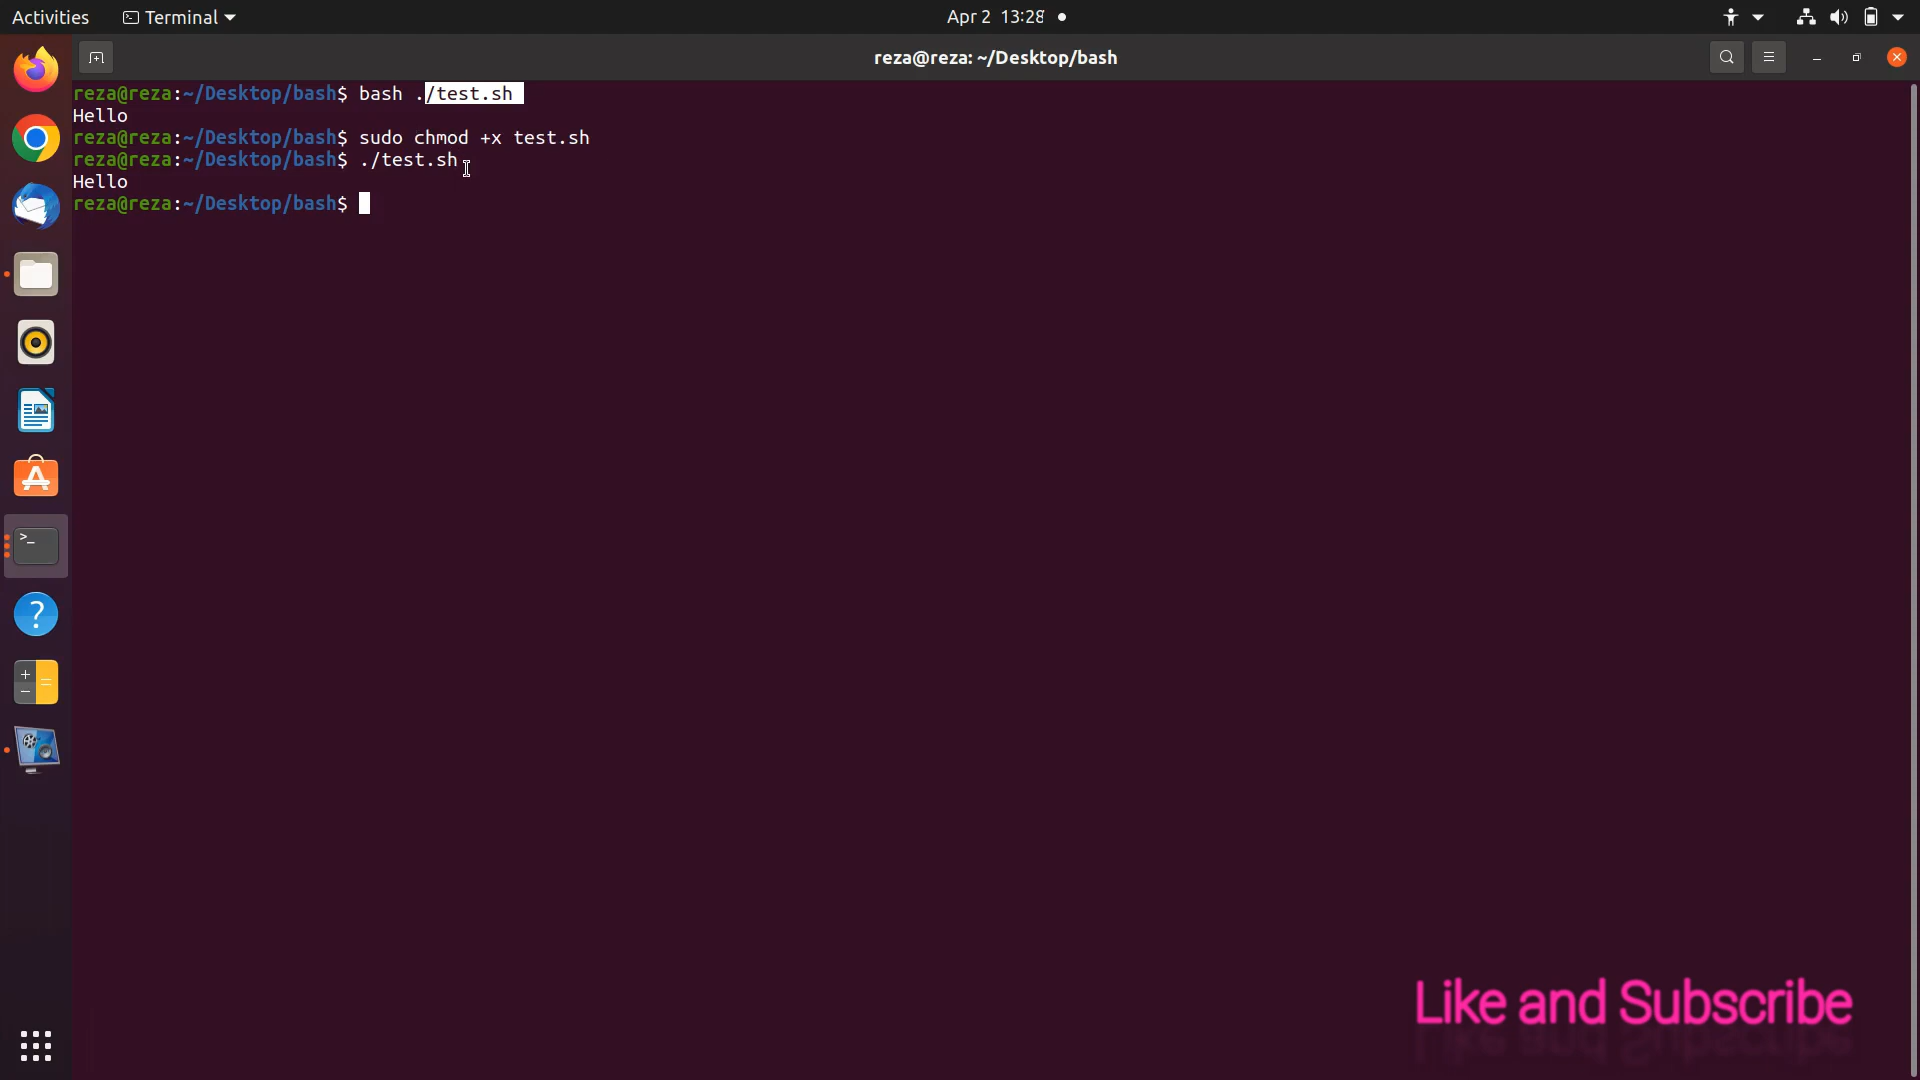 Activities Terminal Apr 2 13:28
reza@reza: ~/Desktop/bash
reza@reza:~/Desktop/bash$ bash ./test.sh
Hello
reza@reza:~/Desktop/bash$ sudo chmod +x test.sh
reza@reza:~/Desktop/bash$ ./test.sh
Hello
reza@reza:~/Desktop/bash$
Like and Subscribe